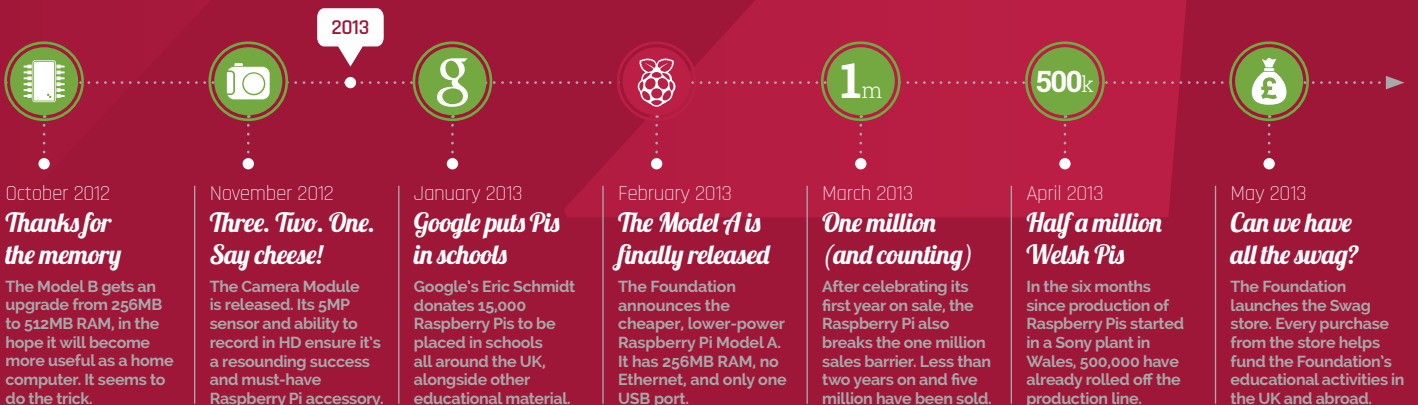 2013
g
1m
500k
£
October 2012
Thanks for
the memory
The Model B gets an
upgrade from 256MB
to 512MB RAM, in the
hope it will become
more useful as a home
computer. It seems to
do the trick.
November 2012
Three. Two. One.
Say cheese!
The Camera Module
is released. Its 5MP
sensor and ability to
record in HD ensure it's
a resounding success
and must-have
Raspberry Pi accessory.
January 2013
Google puts Pis
in schools
Google's Eric Schmidt
donates 15,000
Raspberry Pis to be
placed in schools
all around the UK,
alongside other
educational material.
February 2013
The Model A is
finally released
The Foundation
announces the
cheaper, lower-power
Raspberry Pi Model A.
It has 256MB RAM, no
Ethernet, and only one
USB port.
March 2013
One million
(and counting)
After celebrating its
first year on sale, the
Raspberry Pi also
breaks the one million
sales barrier. Less than
two years on and five
million have been sold.
April 2013
Half a million
Welsh Pis
In the six months
since production of
Raspberry Pis started
in a Sony plant in
Wales, 500,000 have
already rolled off the
production line.
May 2013
Can we have
all the swag?
The Foundation
launches the Swag
store. Every purchase
from the store helps
fund the Foundation's
educational activities in
the UK and abroad.